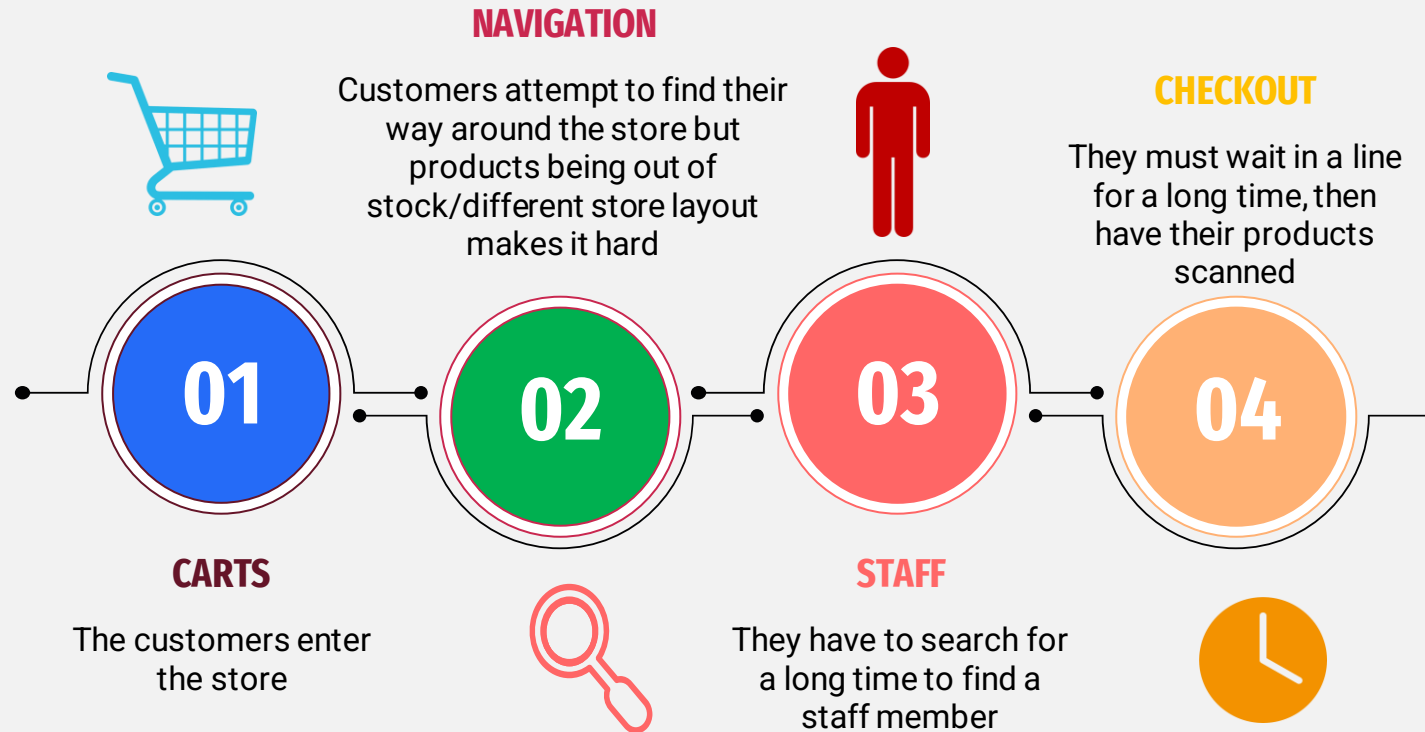 01
CARTS
The customers enter
the store
NAVIGATION
Customers attempt to find their
way around the store but
products being out of
stock/different store layout
makes it hard
02
03
STAFF
They have to search for
a long time to find a
staff member
CHECKOUT
They must wait in a line
for a long time, then
have their products
scanned
04